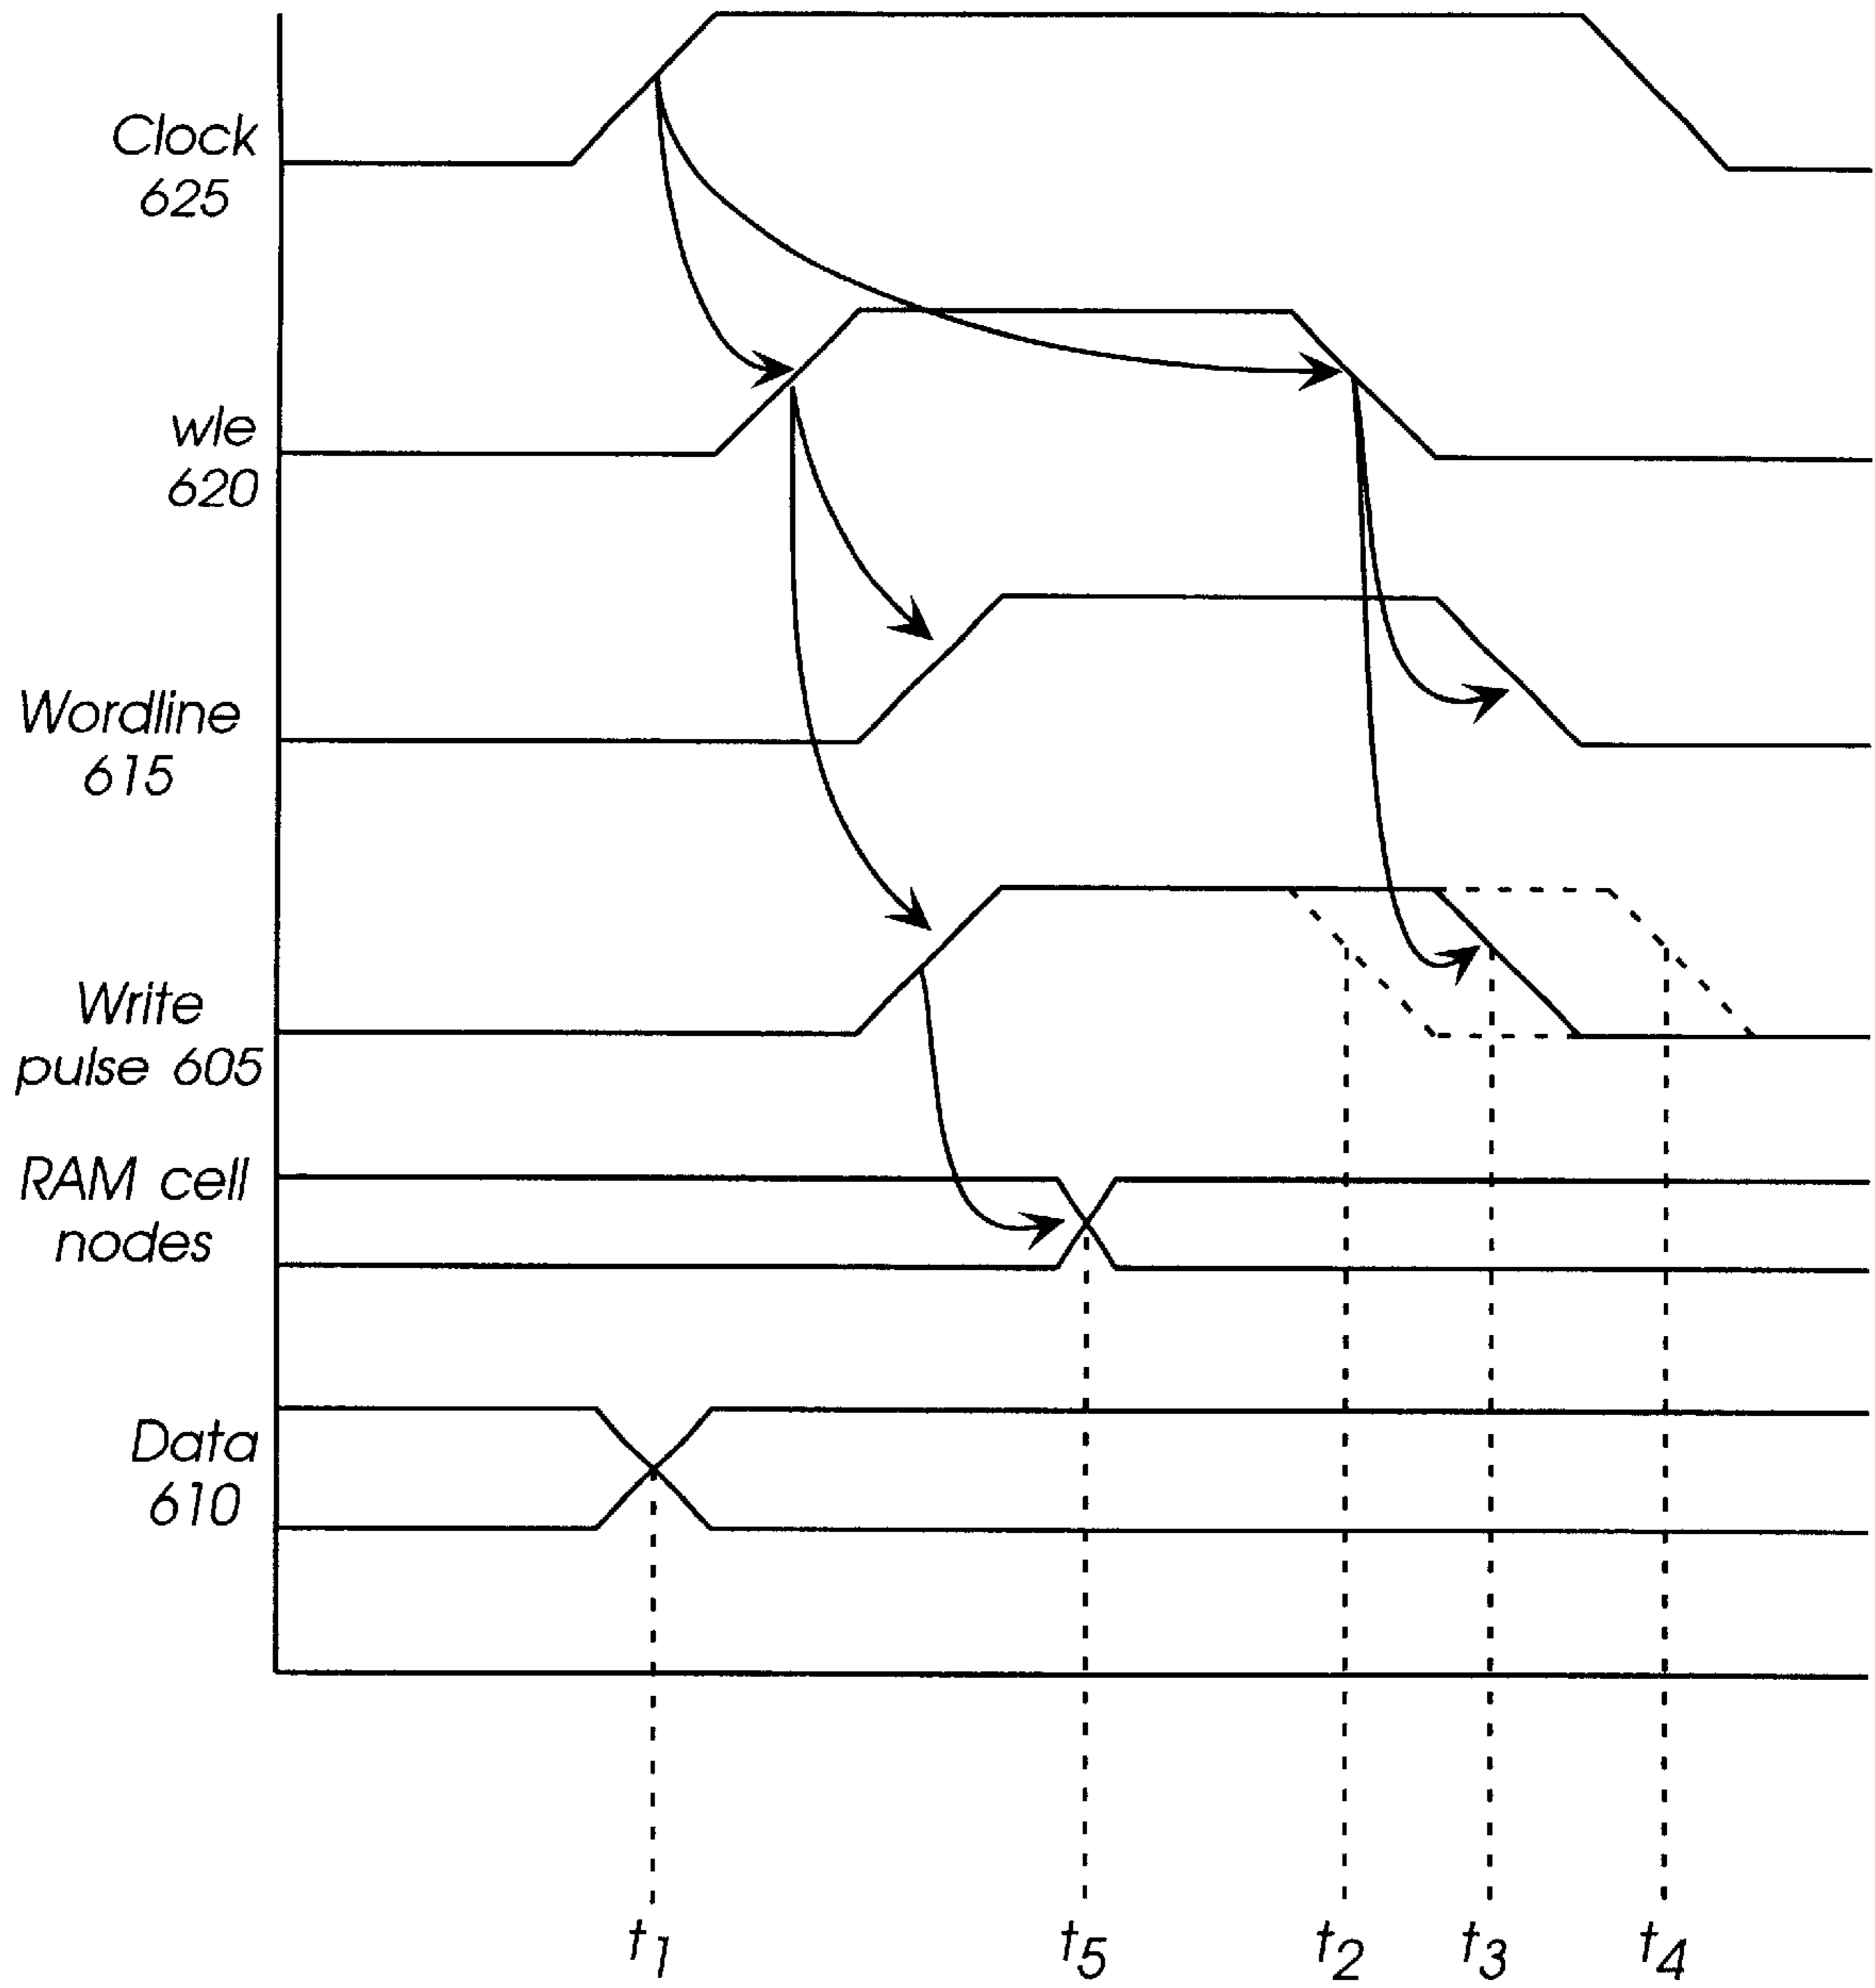 Clock
625
wle
620
Wordline
615
Write
pulse 605
RAM cell
nodes
Data
610
t1 t5 t2 t3 t4